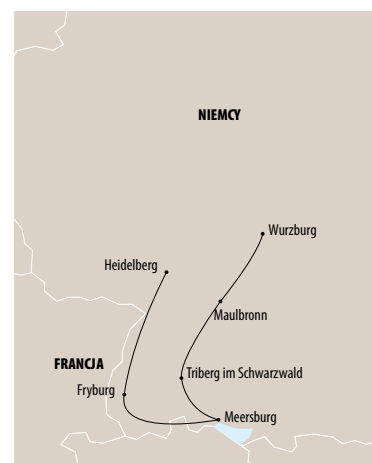 NIEMCY
Wurzburg
Heidelberg
Maulbronn
FRANCJA
Triberg im Schwarzwald
Fryburg
Meersburg